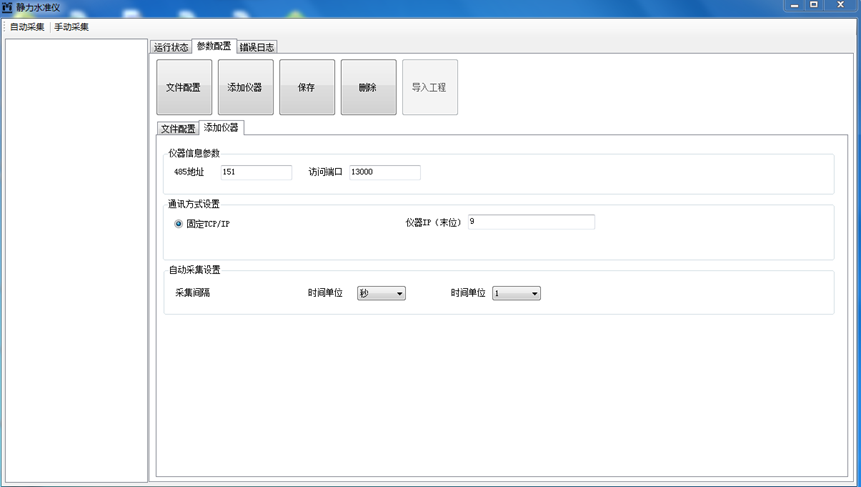 静力水准仪
自动采集 手动采集
运行状态 参数配置 错误日志
文件配置 添加仪器 保存 删除 导入工程
文件配置 添加仪器
仪器信息参数
485地址 151 访问端口 13000
通讯方式设置
固定TCP/IP 仪器IP（末位） 9
自动采集设置
采集间隔 时间单位 秒 时间单位 1